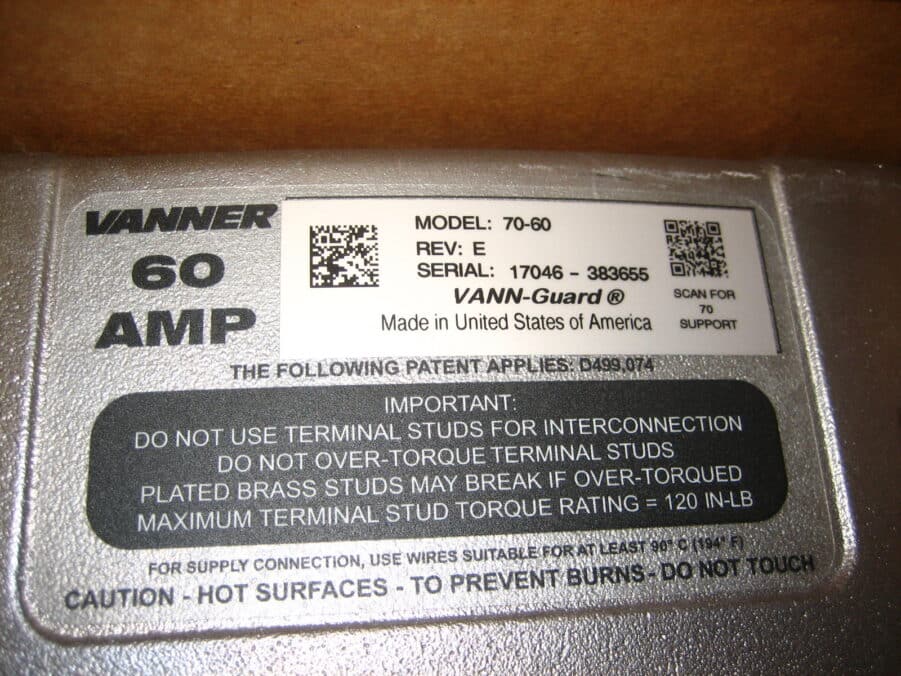 VANNER
60
AMP
MODEL: 70-60
REV: E
SERIAL: 17046 - 383655
VANN-Guard ®
Made in United States of America
SCAN FOR
70
SUPPORT
THE FOLLOWING PATENT APPLIES: D499,074
IMPORTANT:
DO NOT USE TERMINAL STUDS FOR INTERCONNECTION
DO NOT OVER-TORQUE TERMINAL STUDS
PLATED BRASS STUDS MAY BREAK IF OVER-TORQUED
MAXIMUM TERMINAL STUD TORQUE RATING = 120 IN-LB
FOR SUPPLY CONNECTION, USE WIRES SUITABLE FOR AT LEAST 90° C (194° F)
CAUTION - HOT SURFACES - TO PREVENT BURNS - DO NOT TOUCH